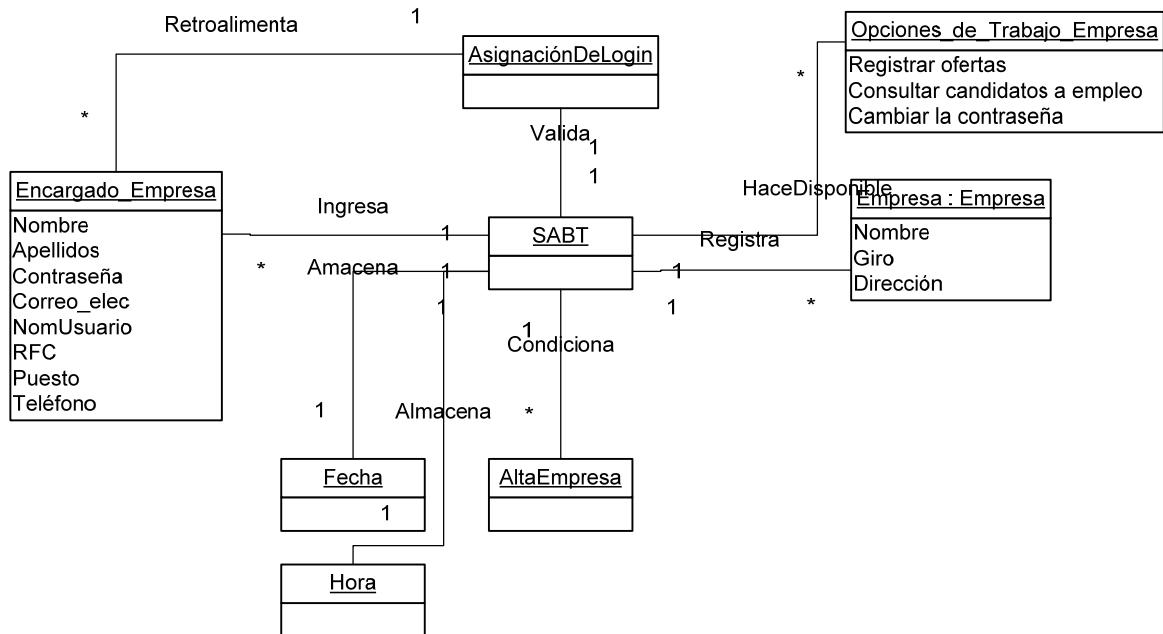 Retroalimenta
1
AsignaciónDeLogin
Opciones_de_Trabajo_Empresa
Registrar ofertas
Consultar candidatos a empleo
Cambiar la contraseña
*
*
Valida
1
1
HaceDisponible
Encargado_Empresa
Nombre
Apellidos
Contraseña
Correo_elec
NomUsuario
RFC
Puesto
Teléfono
Ingresa
1
*
Amacena
1
1
SABT
Registra
1
1
*
Empresa : Empresa
Nombre
Giro
Dirección
1
Condiciona
1
Almacena
*
Fecha
1
AltaEmpresa
Hora